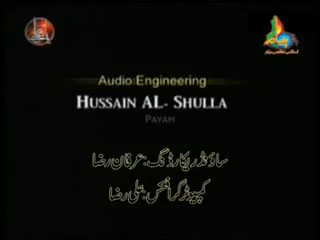 Audio Engineering
HUSSAIN AL- SHULLA
PAYAM
ساؤنڈ ریکارڈنگ : عرفان رضا
کمپیوٹر گرافکس : علی رضا